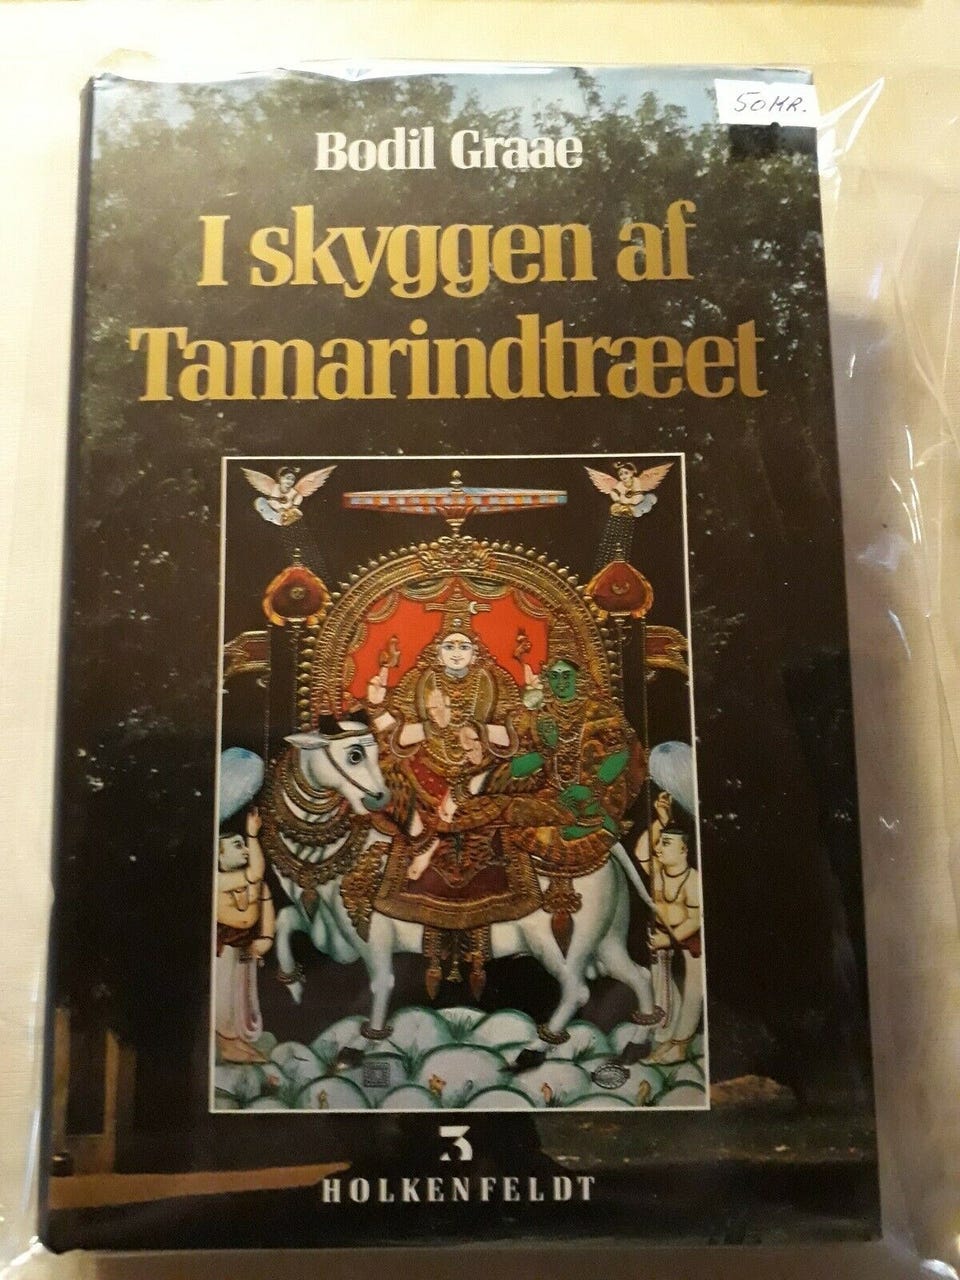 50 KR.
Bodil Graae
I skyggen af
Tamarindtræet
3
HOLKENFELDT